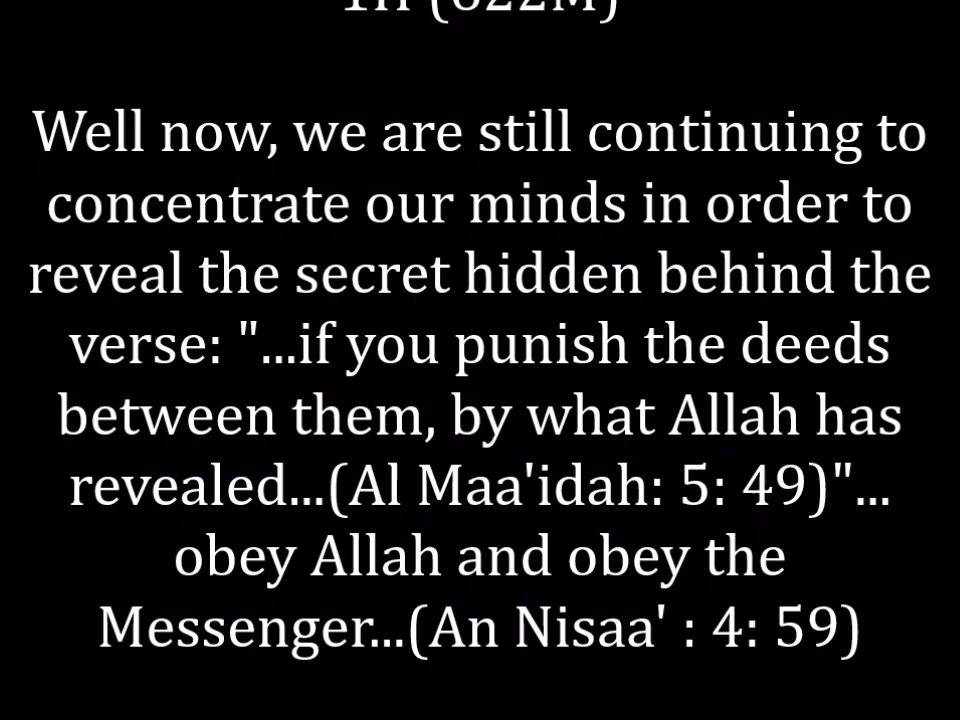 1H (622M)
Well now, we are still continuing to
concentrate our minds in order to
reveal the secret hidden behind the
verse: "...if you punish the deeds
between them, by what Allah has
revealed...(Al Maa'idah: 5: 49)"...
obey Allah and obey the
Messenger...(An Nisaa' : 4: 59)